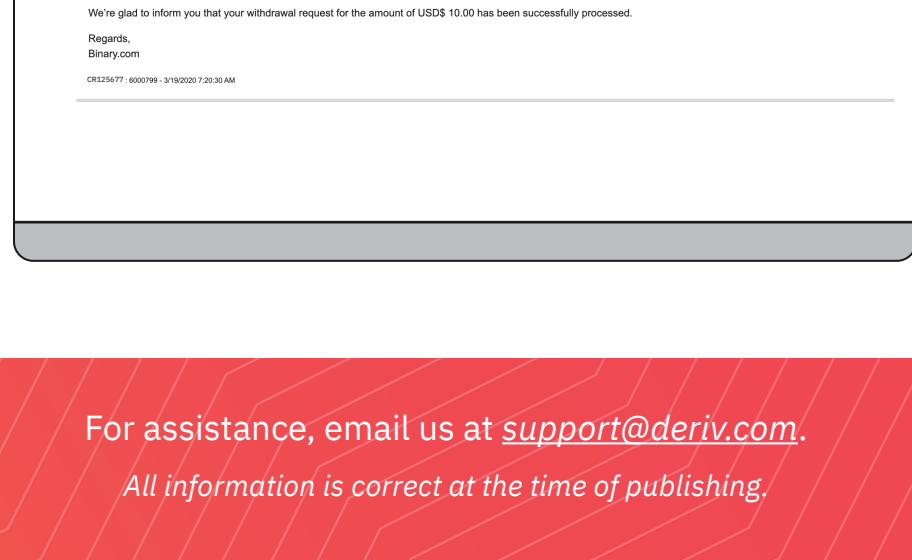 We’re glad to inform you that your withdrawal request for the amount of USD$ 10.00 has been successfully processed.
Regards,
Binary.com
CR125677 : 6000799 - 3/19/2020 7:20:30 AM
For assistance, email us at support@deriv.com.
All information is correct at the time of publishing.